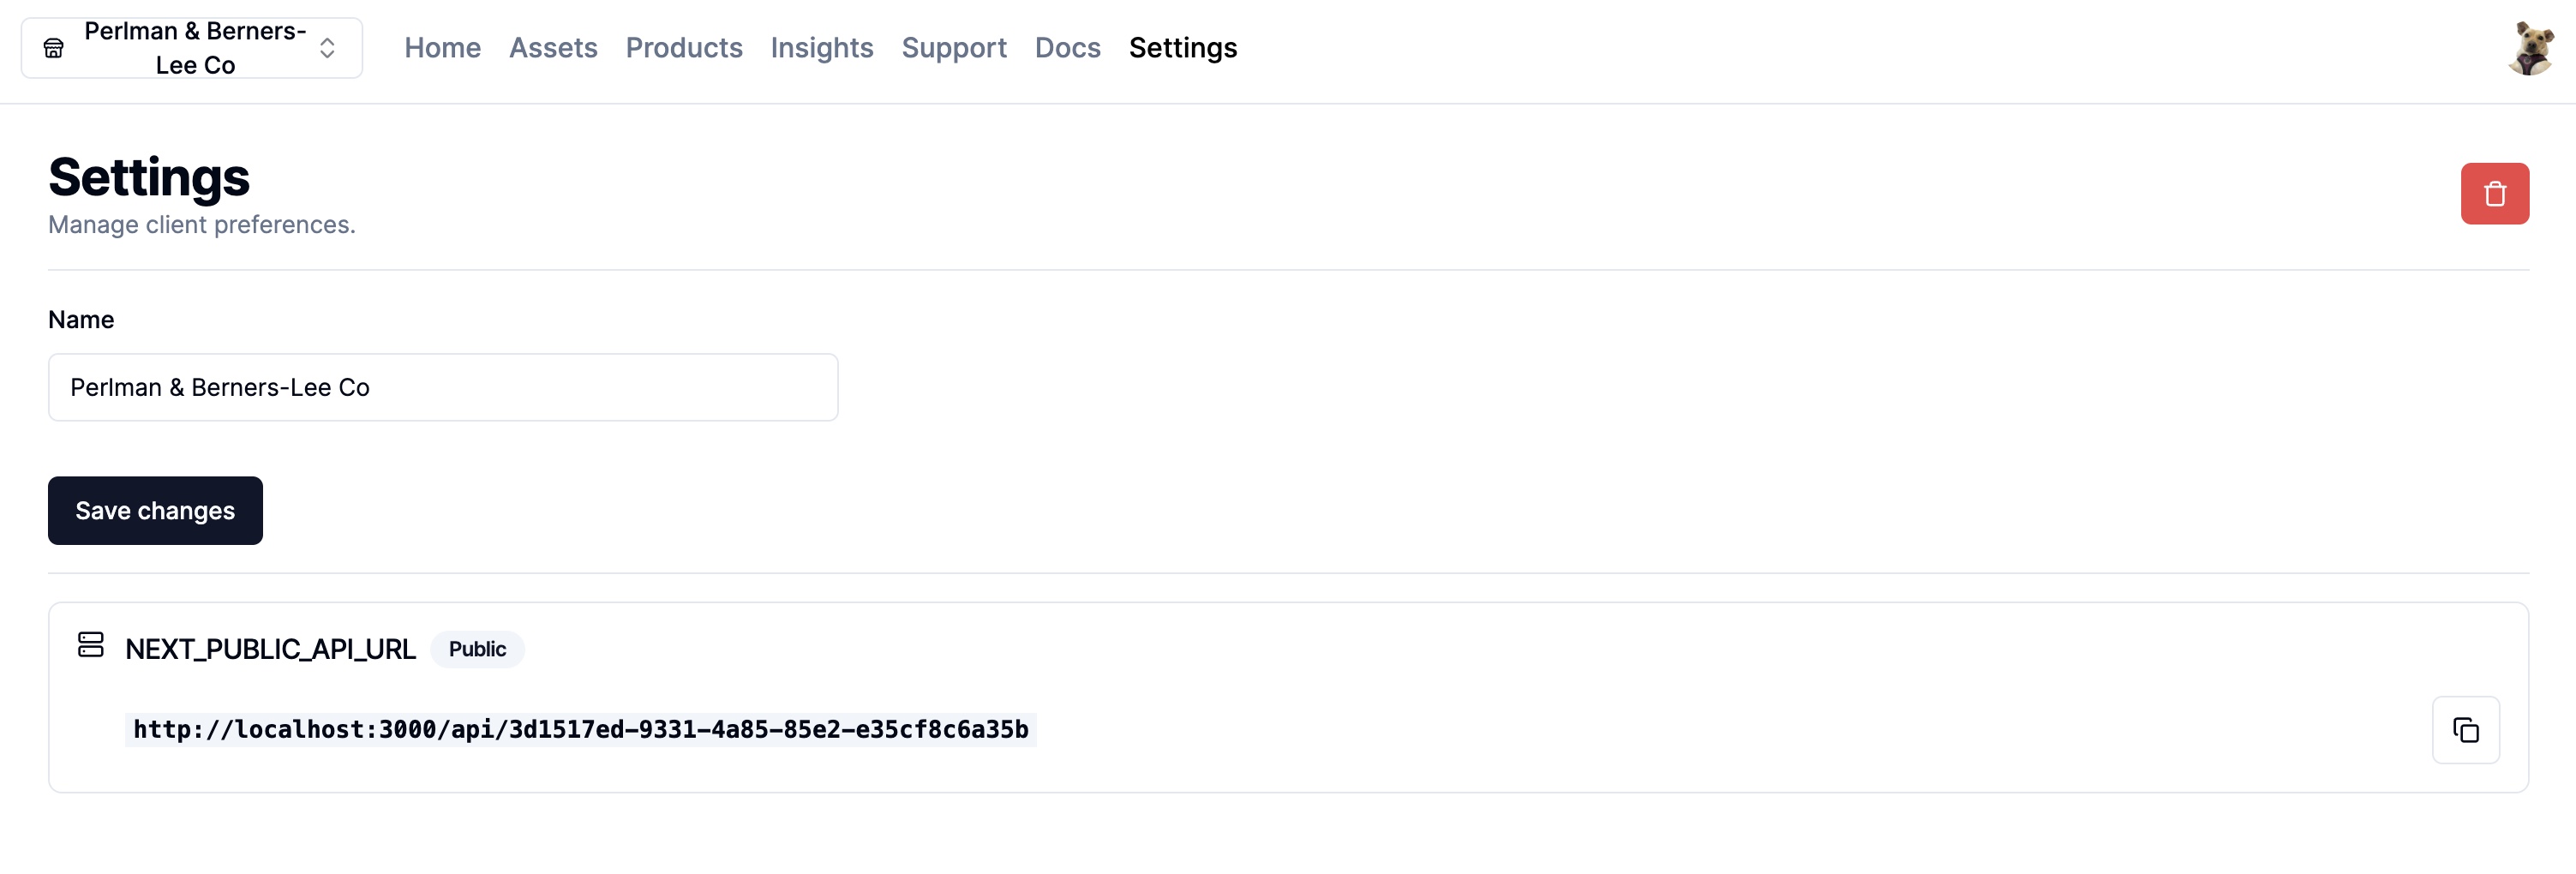 Perlman & Berners-
Lee Co
Home Assets Products Insights Support Docs Settings
Settings
Manage client preferences.
Name
Perlman & Berners-Lee Co
Save changes
NEXT_PUBLIC_API_URL Public
http://localhost:3000/api/3d1517ed-9331-4a85-85e2-e35cf8c6a35b